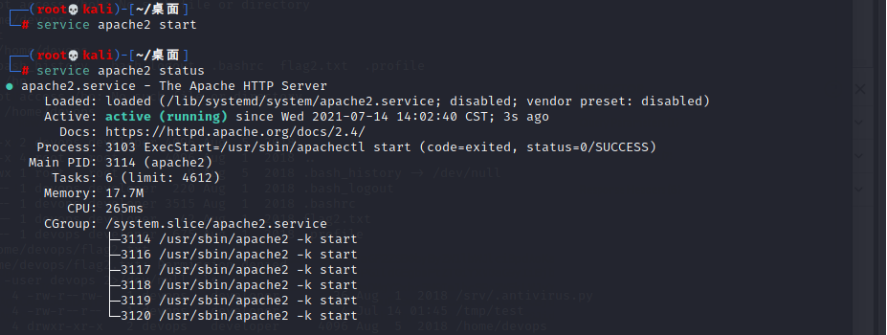 ┌──(root💀kali)-[~/桌面]
└─# service apache2 start
┌──(root💀kali)-[~/桌面]
└─# service apache2 status
● apache2.service - The Apache HTTP Server
Loaded: loaded (/lib/systemd/system/apache2.service; disabled; vendor preset: disabled)
Active: active (running) since Wed 2021-07-14 14:02:40 CST; 3s ago
Docs: https://httpd.apache.org/docs/2.4/
Process: 3103 ExecStart=/usr/sbin/apachectl start (code=exited, status=0/SUCCESS)
Main PID: 3114 (apache2)
Tasks: 6 (limit: 4612)
Memory: 17.7M
CPU: 265ms
CGroup: /system.slice/apache2.service
├─3114 /usr/sbin/apache2 -k start
├─3116 /usr/sbin/apache2 -k start
├─3117 /usr/sbin/apache2 -k start
├─3118 /usr/sbin/apache2 -k start
├─3119 /usr/sbin/apache2 -k start
└─3120 /usr/sbin/apache2 -k start